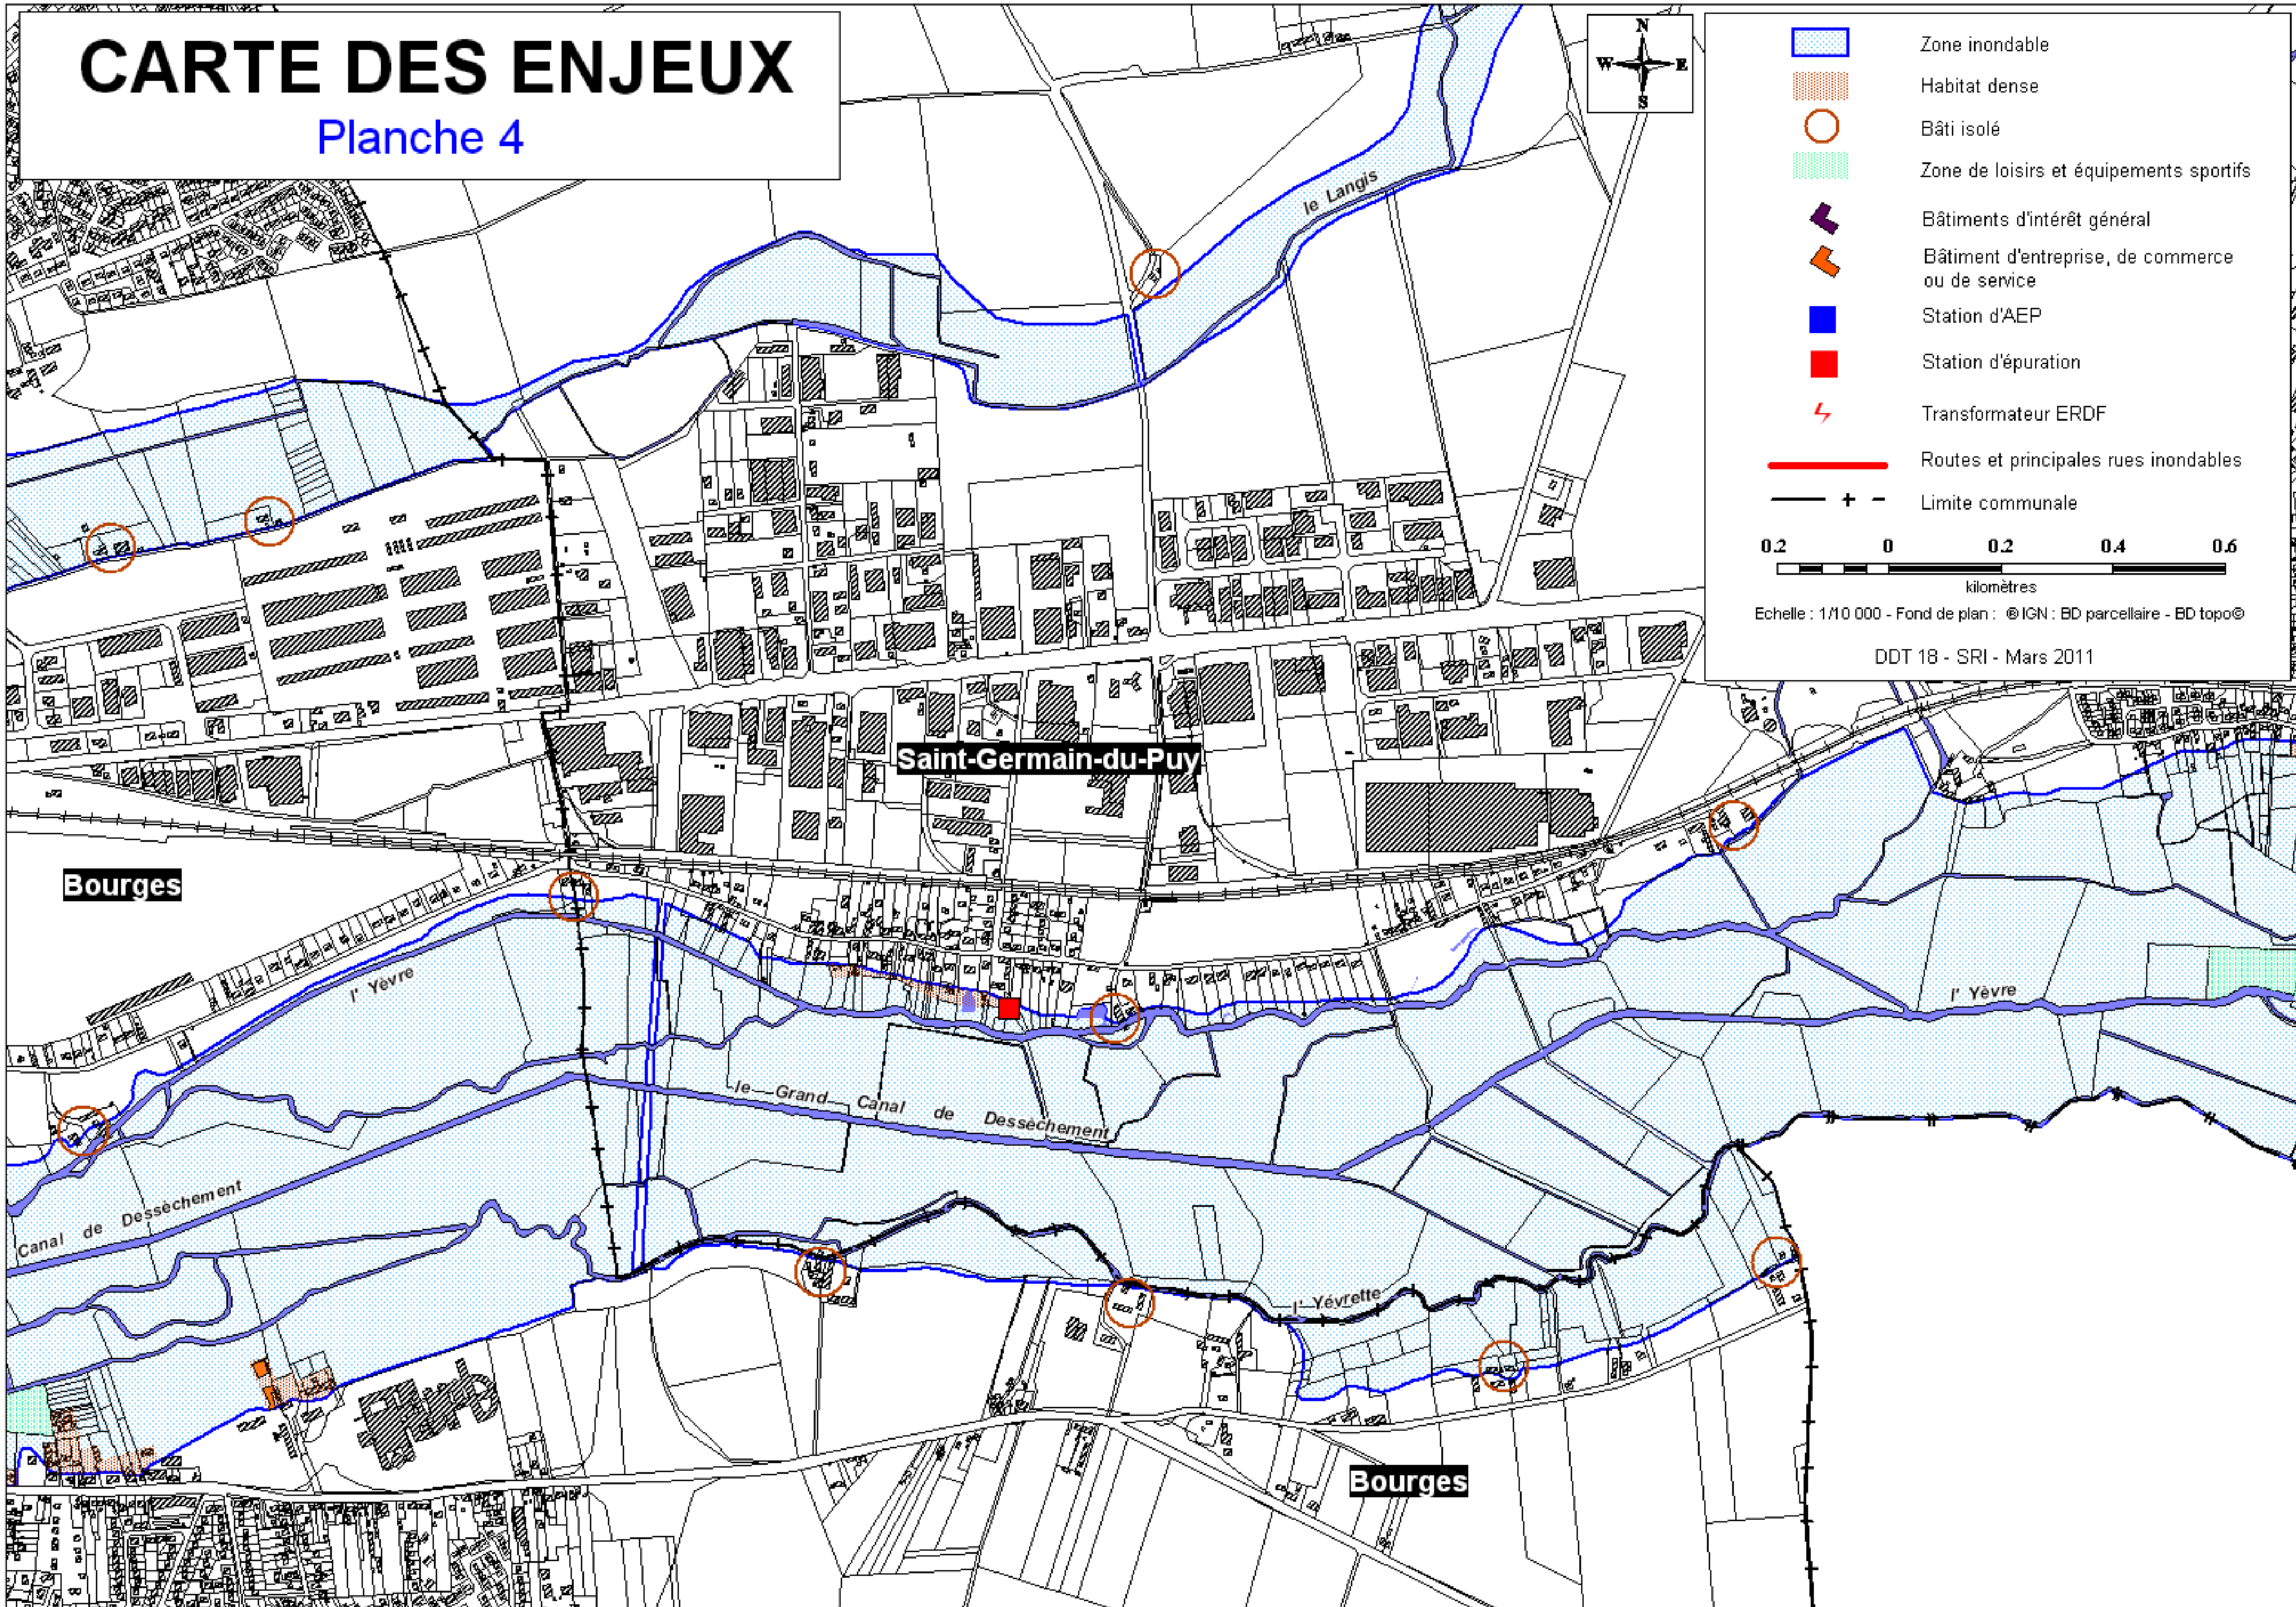 CARTE DES ENJEUX
Planche 4
N
W E
S
Zone inondable
Habitat dense
Bâti isolé
Zone de loisirs et équipements sportifs
Bâtiments d'intérêt général
Bâtiment d'entreprise, de commerce
ou de service
Station d'AEP
Station d'épuration
Transformateur ERDF
Routes et principales rues inondables
Limite communale
0.2 0 0.2 0.4 0.6
kilomètres
Echelle : 1/10 000 - Fond de plan : ®IGN : BD parcellaire - BD topo©
DDT 18 - SRI - Mars 2011
le Langis
Saint-Germain-du-Puy
Bourges
l' Yèvre
l' Yèvre
le Grand Canal de Dessèchement
Canal de Dessèchement
l' Yévrette
Bourges